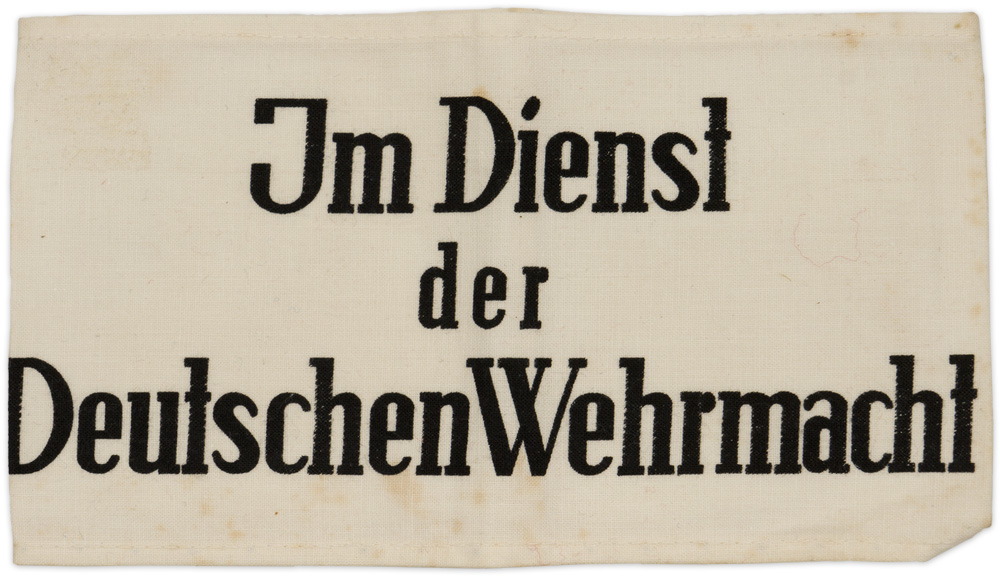 Im Dienst
der
Deutschen Wehrmacht